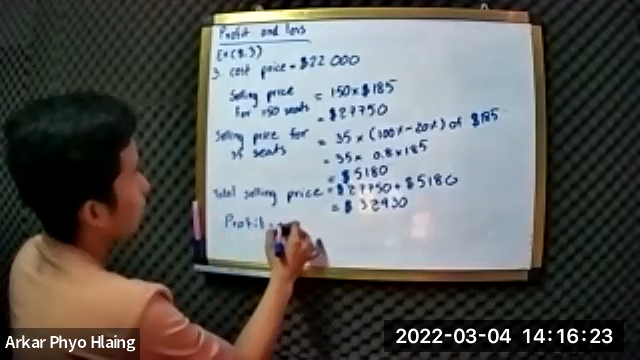 Profit and loss
Ex(8.3)
3. cost price = $22 000
Selling price for 150 seats = 150 x $185
= $27750
Selling price for 35 seats = 35 x (100% - 20%) of $185
= 35 x 0.8 x 185
= $5180
Total selling price = $27750 + $5180
= $32930
Profit =
Arkar Phyo Hlaing
2022-03-04 14:16:23